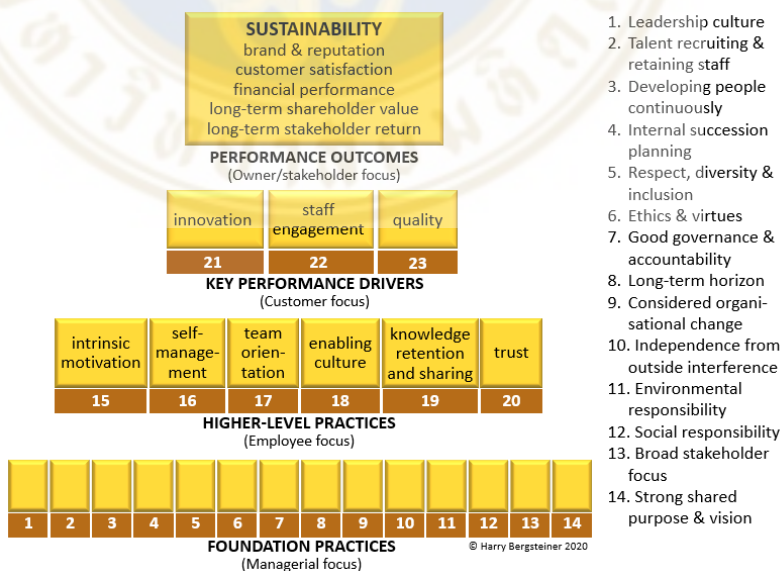 SUSTAINABILITY
brand & reputation
customer satisfaction
financial performance
long-term shareholder value
long-term stakeholder return
PERFORMANCE OUTCOMES
(Owner/stakeholder focus)
innovation
staff
engagement
quality
21 22 23
KEY PERFORMANCE DRIVERS
(Customer focus)
intrinsic
motivation
self-
manage-
ment
team
orien-
tation
enabling
culture
knowledge
retention
and sharing
trust
15 16 17 18 19 20
HIGHER-LEVEL PRACTICES
(Employee focus)
1 2 3 4 5 6 7 8 9 10 11 12 13 14
FOUNDATION PRACTICES
(Managerial focus)
© Harry Bergsteiner 2020
1. Leadership culture
2. Talent recruiting &
retaining staff
3. Developing people
continuously
4. Internal succession
planning
5. Respect, diversity &
inclusion
6. Ethics & virtues
7. Good governance &
accountability
8. Long-term horizon
9. Considered organi-
sational change
10. Independence from
outside interference
11. Environmental
responsibility
12. Social responsibility
13. Broad stakeholder
focus
14. Strong shared
purpose & vision